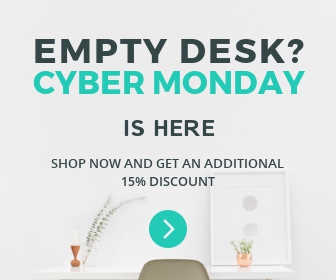 EMPTY DESK?
CYBER MONDAY
IS HERE
SHOP NOW AND GET AN ADDITIONAL
15% DISCOUNT